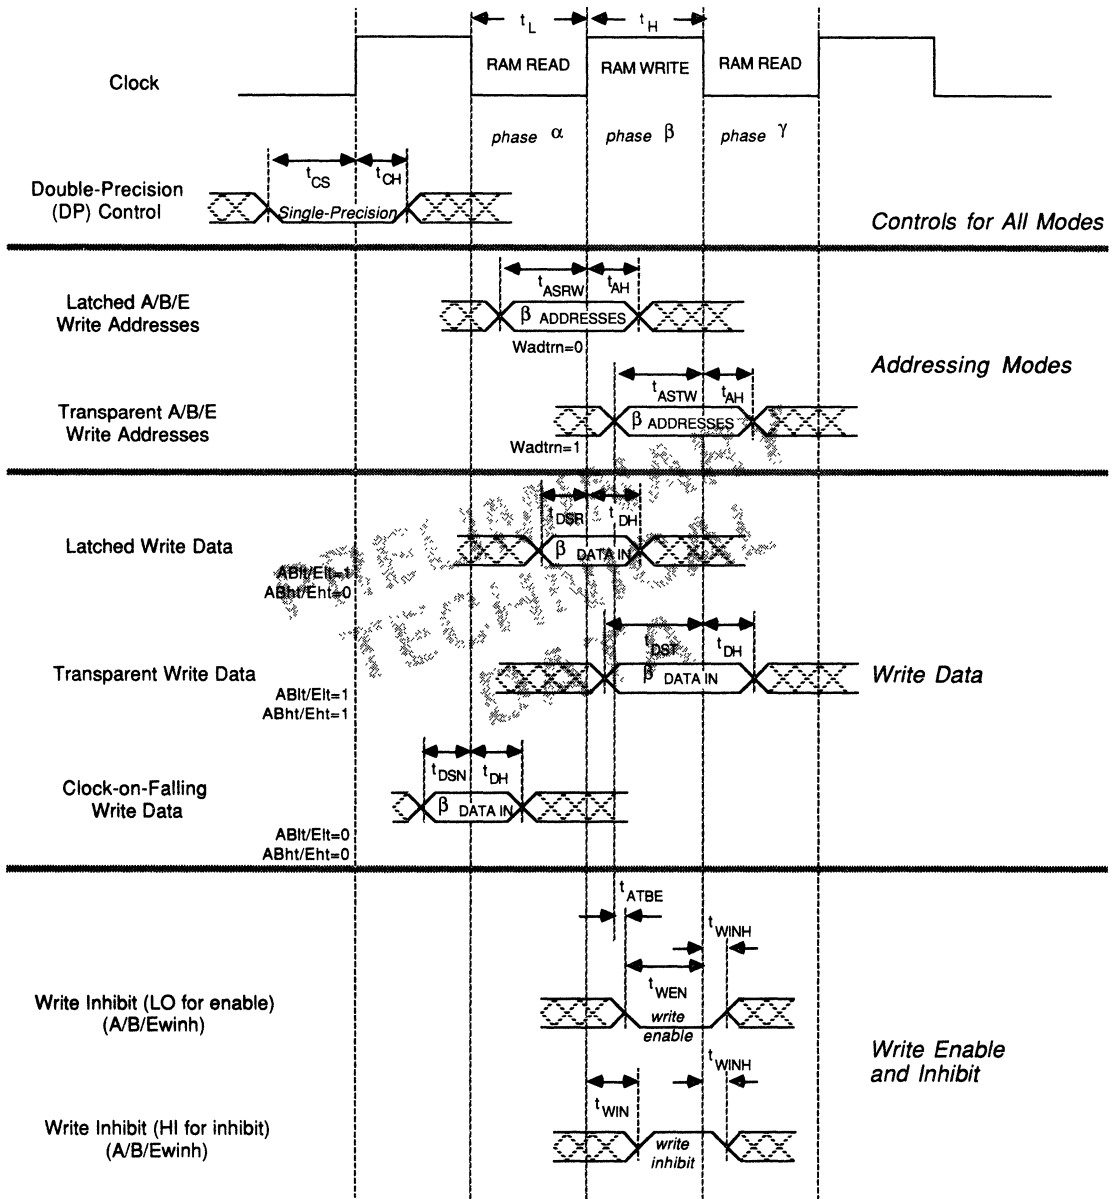 t L t H
RAM READ RAM WRITE RAM READ
Clock
phase α phase β phase γ
t CS t CH
Double-Precision
(DP) Control
Single-Precision
Controls for All Modes
t ASRW t AH
Latched A/B/E
Write Addresses
β ADDRESSES
Wadtrn=0
Addressing Modes
t ASTW t AH
Transparent A/B/E
Write Addresses
β ADDRESSES
Wadtrn=1
t DSR t DH
Latched Write Data
β DATA IN
ABlt/Elt=1
ABht/Eht=0
TECHNICAL
DATA
t DST t DH
Transparent Write Data
β DATA IN
Write Data
ABlt/Elt=1
ABht/Eht=1
t DSN t DH
Clock-on-Falling
Write Data
β DATA IN
ABlt/Elt=0
ABht/Eht=0
t ATBE
t WINH
t WEN
Write Inhibit (LO for enable)
(A/B/Ewinh)
write
enable
Write Enable
and Inhibit
t WINH
t WIN
Write Inhibit (HI for inhibit)
(A/B/Ewinh)
write
inhibit